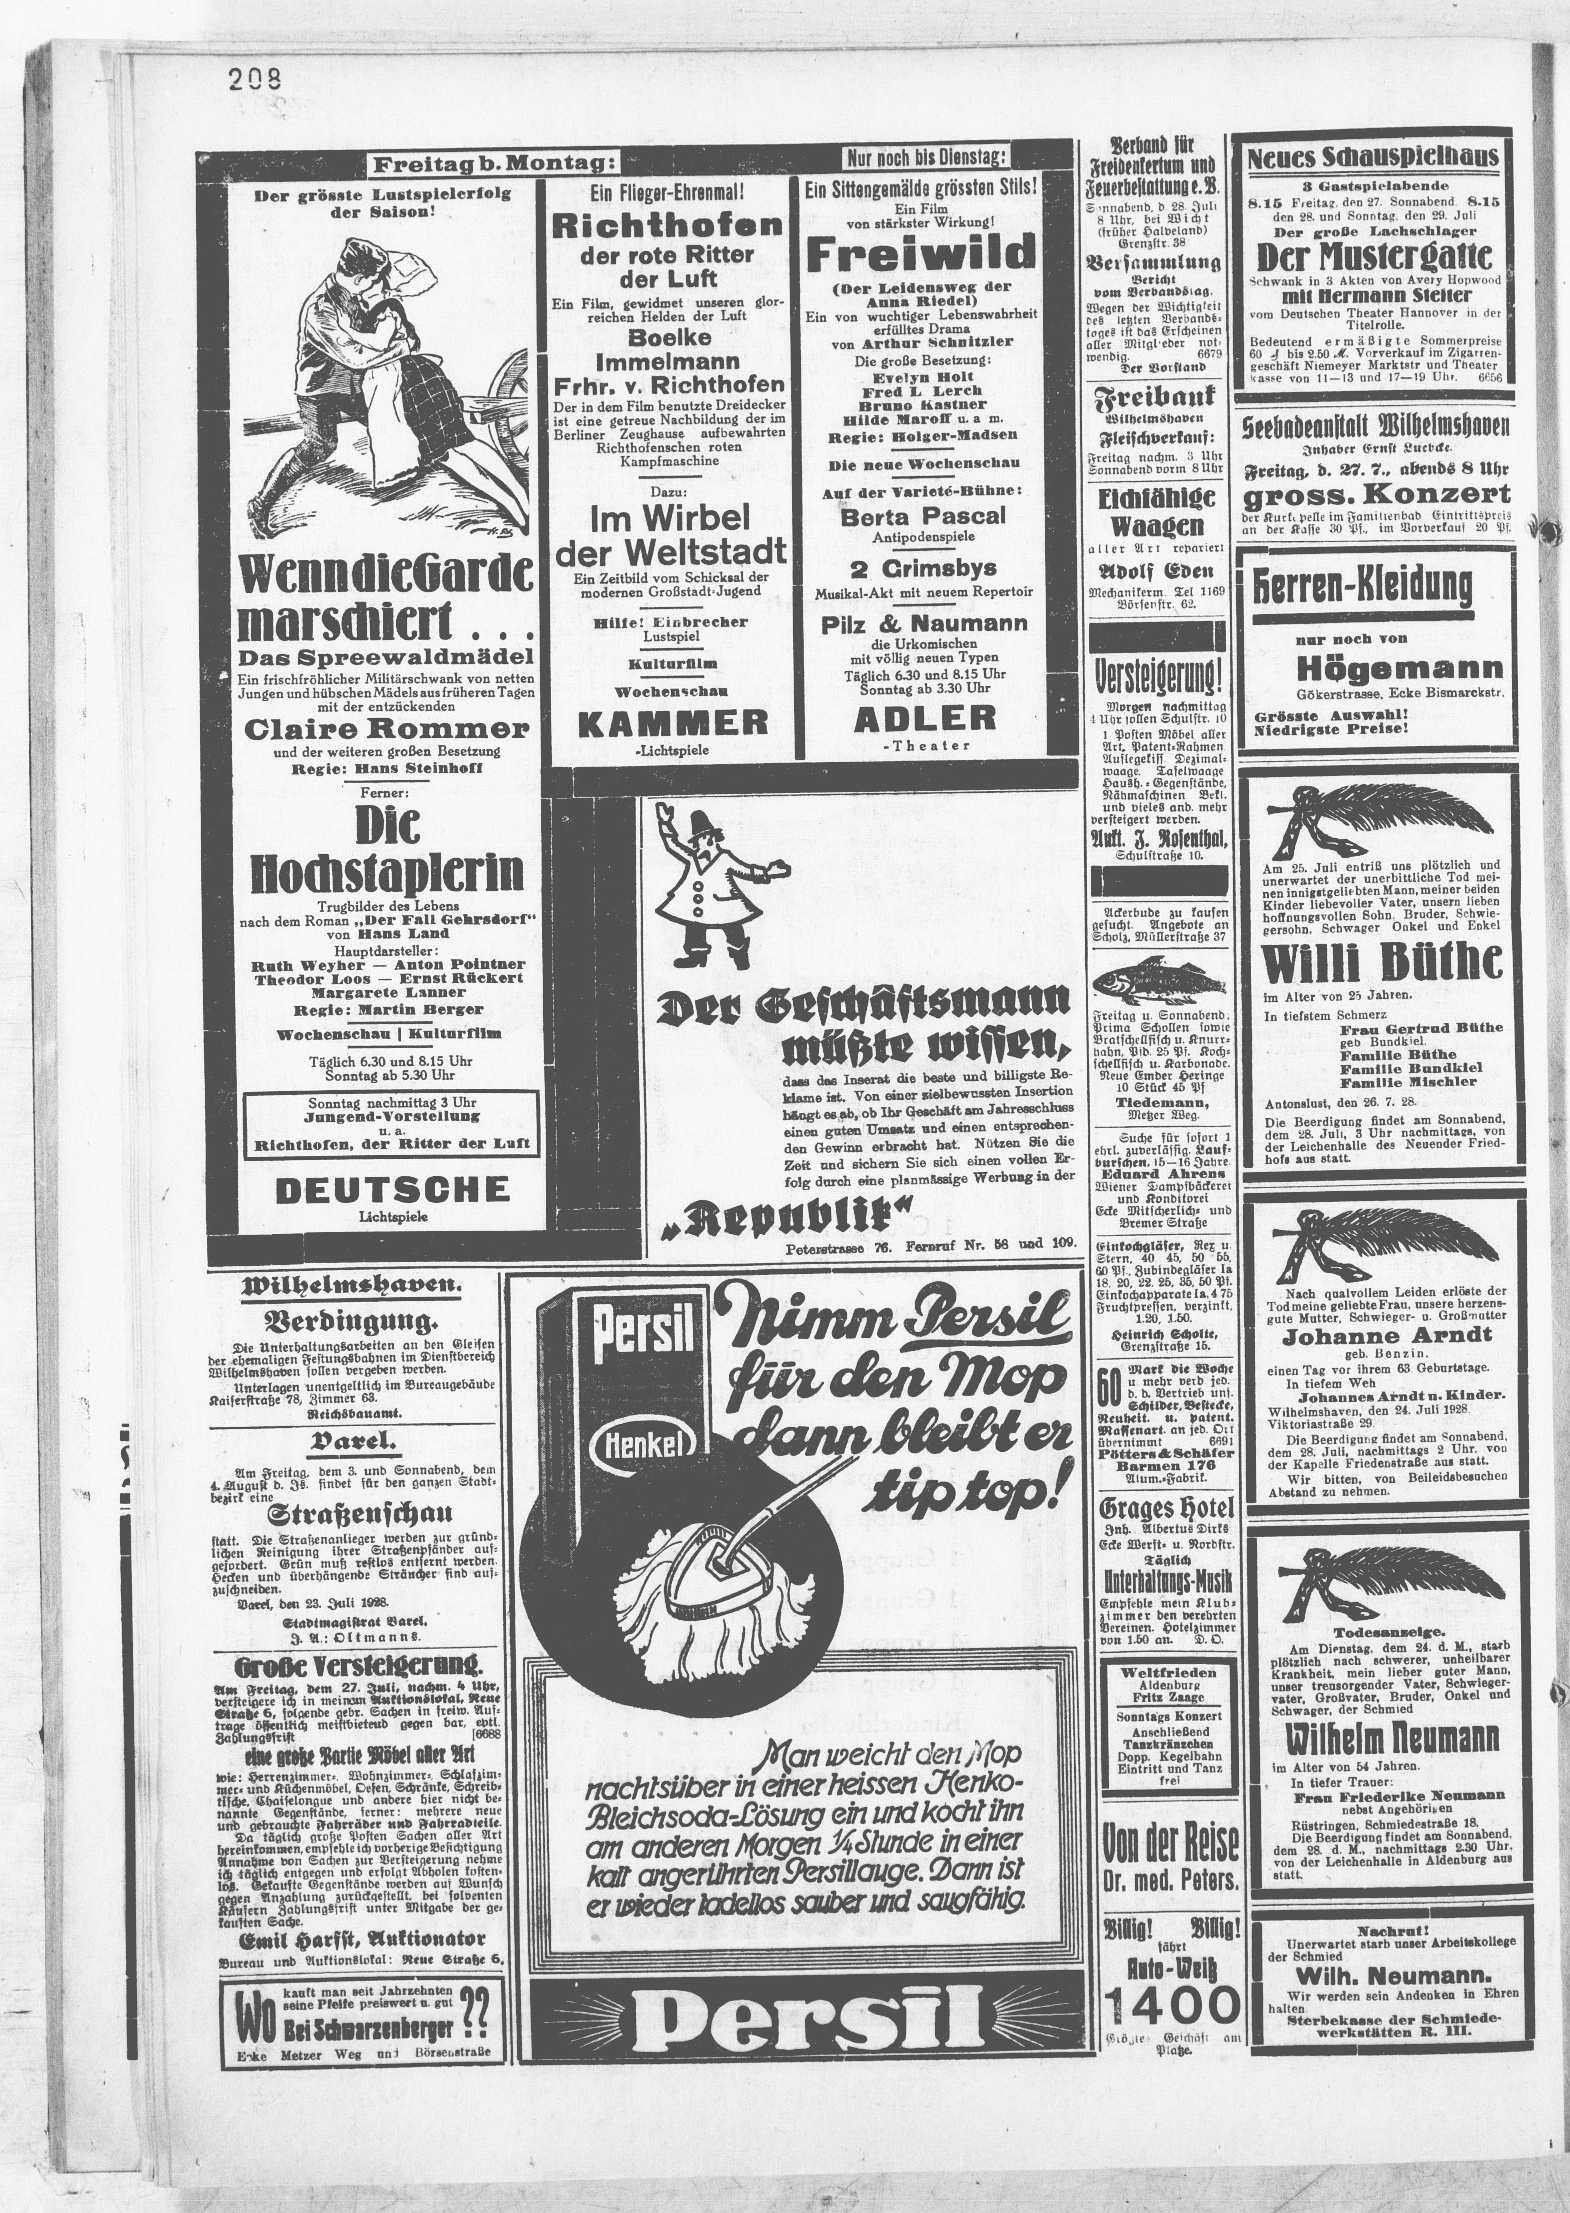 208
Freitag b. Montag:
Der grösste Lustspielerfolg
der Saison!
Wenn die Garde
marschiert . . .
Das Spreewaldmädel
Ein frischfröhlicher Militärschwank von netten
Jungen und hübschen Mädels aus früheren Tagen
mit der entzückenden
Claire Rommer
und der weiteren großen Besetzung
Regie: Hans Steinhoff
Ferner:
Die
Hochstaplerin
Trugbilder des Lebens
nach dem Roman „Der Fall Gehrsdorf“
von Hans Land
Hauptdarsteller:
Ruth Weyher — Anton Pointner
Theodor Loos — Ernst Rückert
Margarete Lanner
Regie: Martin Berger
Wochenschau | Kulturfilm
Täglich 6.30 und 8.15 Uhr
Sonntag ab 5.30 Uhr
Sonntag nachmittag 3 Uhr
Jungend-Vorstellung
u. a.
Richthofen, der Ritter der Luft
DEUTSCHE
Lichtspiele
Ein Flieger-Ehrenmal!
Richthofen
der rote Ritter
der Luft
Ein Film, gewidmet unseren glor-
reichen Helden der Luft
Boelke
Immelmann
Frhr. v. Richthofen
Der in dem Film benutzte Dreidecker
ist eine getreue Nachbildung der im
Berliner Zeughause aufbewahrten
Richthofenschen roten
Kampfmaschine
Dazu:
Im Wirbel
der Weltstadt
Ein Zeitbild vom Schicksal der
modernen Großstadt-Jugend
Hilfe! Einbrecher
Lustspiel
Kulturfilm
Wochenschau
KAMMER
-Lichtspiele
Nur noch bis Dienstag:
Ein Sittengemälde grössten Stils!
Ein Film
von stärkster Wirkung!
Freiwild
(Der Leidensweg der
Anna Riedel)
Ein von wuchtiger Lebenswahrheit
erfülltes Drama
von Arthur Schnitzler
Die große Besetzung:
Evelyn Holt
Fred L Lerch
Bruno Kastner
Hilde Maroff u. a m.
Regie: Holger-Madsen
Die neue Wochenschau
Auf der Varieté-Bühne:
Berta Pascal
Antipodenspiele
2 Grimsbys
Musikal-Akt mit neuem Repertoir
Pilz & Naumann
die Urkomischen
mit völlig neuen Typen
Täglich 6.30 und 8.15 Uhr
Sonntag ab 3.30 Uhr
ADLER
-Theater
Der Geschäftsmann
müßte wissen,
dass das Inserat die beste und billigste Re-
klame ist. Von einer zielbewussten Insertion
hängt es ab, ob Ihr Geschäft am Jahresschluss
einen guten Umsatz und einen entsprechen-
den Gewinn erbracht hat. Nützen Sie die
Zeit und sichern Sie sich einen vollen Er-
folg durch eine planmässige Werbung in der
„Republik“
Peterstrasse 76. Fernruf Nr. 58 und 109.
Wilhelmshaven.
Verdingung.
Die Unterhaltungsarbeiten an den Gleisen
der ehemaligen Festungsbahnen im Dienstbereich
Wilhelmshaven sollen vergeben werden.
Unterlagen unentgeltlich im Bureaugebäude
Kaiserstraße 78, Zimmer 63.
Reichsbauamt.
Varel.
Am Freitag, dem 3. und Sonnabend, dem
4. August d. Js. findet für den ganzen Stadt-
bezirk eine
Straßenschau
statt. Die Straßenanlieger werden zur gründ-
lichen Reinigung ihrer Straßenpfänder auf-
gefordert. Grün muß restlos entfernt werden.
Hecken und überhängende Sträucher sind auf-
zuschneiden.
Varel, den 23. Juli 1928.
Stadtmagistrat Varel.
J. A.: Oltmanns.
Große Versteigerung.
Am Freitag, dem 27. Juli, nachm. 4 Uhr,
versteigere ich in meinem Auktionslokal, Neue
Straße 6, folgende gebr. Sachen in freiw. Auf-
trage öffentlich meistbietend gegen bar, evtl.
Zahlungsfrist [6688
eine große Partie Möbel aller Art
wie: Herrenzimmer-, Wohnzimmer-, Schlafzim-
mer- und Küchenmöbel, Oefen, Schränke, Schreib-
tische, Chaiselongue und andere hier nicht be-
nannte Gegenstände, ferner: mehrere neue
und gebrauchte Fahrräder und Fahrradteile.
Da täglich große Posten Sachen aller Art
hereinkommen, empfehle ich vorherige Besichtigung
Annahme von Sachen zur Versteigerung nehme
ich täglich entgegen und erfolgt Abholen kosten-
los. Gekaufte Gegenstände werden auf Wunsch
gegen Anzahlung zurückgestellt, bei solventen
Käufern Zahlungsfrist unter Mitgabe der ge-
kauften Sache.
Emil Harfst, Auktionator
Bureau und Auktionslokal: Neue Straße 6.
Wo kauft man seit Jahrzehnten
seine Pfeife preiswert u. gut ??
Bei Schwarzenberger
Ecke Metzer Weg und Börsenstraße
Persil
Henkel
Nimm Persil
für den Mop
dann bleibt er
tip top!
Man weicht den Mop
nachtsüber in einer heissen Henko-
Bleichsoda-Lösung ein und kocht ihn
am anderen Morgen 1/4 Stunde in einer
kalt angerührten Persillauge. Dann ist
er wieder tadellos sauber und saugfähig.
Persil
Verband für
Freidenkertum und
Feuerbestattung e. V.
Sonnabend, d. 28. Juli
8 Uhr, bei Wicht
(früher Halveland)
Grenzstr. 38
Versammlung
Bericht
vom Verbandstag.
Wegen der Wichtigkeit
des letzten Verbands-
tages ist das Erscheinen
aller Mitglieder not-
wendig. 6679
Der Vorstand
Freibank
Wilhelmshaven
Fleischverkauf:
Freitag nachm. 3 Uhr
Sonnabend vorm 8 Uhr
Eichfähige
Waagen
aller Art repariert
Adolf Eden
Mechanikerm. Tel 1169
Börsenstr. 62.
Versteigerung!
Morgen nachmittag
4 Uhr sollen Schulstr. 10
1 Posten Möbel aller
Art, Patent-Rahmen
Auflegekiss. Dezimal-
waage. Tafelwaage
Haush.-Gegenstände,
Nähmaschinen Bekl.
und vieles and. mehr
versteigert werden.
Aukt. J. Rosenthal,
Schulstraße 10.
Ackerbude zu kaufen
gesucht. Angebote an
Scholz, Müllerstraße 37
Freitag u. Sonnabend.
Prima Schollen sowie
Bratschellfisch u. Knurr-
hahn, Pfd. 25 Pf. Koch-
schellfisch u. Karbonade.
Neue Emder Heringe
10 Stück 45 Pf
Tiedemann,
Metzer Weg.
Suche für sofort 1
ehrl. zuverlässig. Lauf-
burschen, 15—16 Jahre.
Eduard Ahrens
Wiener Dampfbäckerei
und Konditorei
Ecke Mitscherlich- und
Bremer Straße
Einkochgläser, Rex u.
Stern, 40 45, 50 55,
60 Pf., Zubindegläser la
18, 20, 22, 25, 35, 50 Pf.
Einkochapparate la, 4 75
Fruchtpressen, verzinkt,
1.20, 1.50.
Heinrich Scholte,
Grenzstraße 15.
60 Mark die Woche
u. mehr verd jed.
d. d. Vertrieb uns.
Schilder, Bestecke,
Neuheit. u. patent.
Massenart. an jed. Ort
übernimmt 6691
Pötters & Schäfer
Barmen 176
Alum.-Fabrik.
Grages Hotel
Inh. Albertus Dirks
Ecke Werft- u. Nordstr.
Täglich
Unterhaltungs-Musik
Empfehle mein Klub-
zimmer den verehrten
Vereinen. Hotelzimmer
von 1.50 an. D. O.
Weltfrieden
Aldenburg
Fritz Zaage
Sonntags Konzert
Anschließend
Tanzkränzchen
Dopp. Kegelbahn
Eintritt und Tanz
frei
Von der Reise
Dr. med. Peters.
Billig! Billig!
fährt
Auto-Weiß
1400
Größtes Geschäft am
Platze.
Neues Schauspielhaus
3 Gastspielabende
8.15 Freitag, den 27. Sonnabend 8.15
den 28. und Sonntag, den 29. Juli
Der große Lachschlager
Der Mustergatte
Schwank in 3 Akten von Avery Hopwood
mit Hermann Stelter
vom Deutschen Theater Hannover in der
Titelrolle.
Bedeutend ermäßigte Sommerpreise
60 ₰ bis 2.50 ℳ. Vorverkauf im Zigarren-
geschäft Niemeyer Marktstr und Theater
kasse von 11—13 und 17—19 Uhr. 6656
Seebadeanstalt Wilhelmshaven
Inhaber Ernst Luebcke.
Freitag, d. 27. 7., abends 8 Uhr
gross. Konzert
der Kurkapelle im Familienbad Eintrittspreis
an der Kasse 30 Pf., im Vorverkauf 20 Pf.
Herren-Kleidung
nur noch von
Högemann
Gökerstrasse, Ecke Bismarckstr.
Grösste Auswahl!
Niedrigste Preise!
Am 25. Juli entriß uns plötzlich und
unerwartet der unerbittliche Tod mei-
nen innigstgeliebten Mann, meiner beiden
Kinder liebevoller Vater, unsern lieben
hoffnungsvollen Sohn, Bruder, Schwie-
gersohn, Schwager Onkel und Enkel
Willi Büthe
im Alter von 25 Jahren.
In tiefstem Schmerz
Frau Gertrud Büthe
geb Bundkiel.
Familie Büthe
Familie Bundkiel
Familie Mischler
Antonslust, den 26. 7. 28.
Die Beerdigung findet am Sonnabend,
dem 28. Juli, 3 Uhr nachmittags, von
der Leichenhalle des Neuender Fried-
hofs aus statt.
Nach qualvollem Leiden erlöste der
Tod meine geliebte Frau, unsere herzens-
gute Mutter, Schwieger- u. Großmutter
Johanne Arndt
geb. Benzin.
einen Tag vor ihrem 63. Geburtstage.
In tiefem Weh
Johannes Arndt u. Kinder.
Wilhelmshaven, den 24. Juli 1928.
Viktoriastraße 29.
Die Beerdigung findet am Sonnabend,
dem 28. Juli, nachmittags 2 Uhr, von
der Kapelle Friedenstraße aus statt.
Wir bitten, von Beileidsbesuchen
Abstand zu nehmen.
Todesanzeige.
Am Dienstag, dem 24. d. M., starb
plötzlich nach schwerer, unheilbarer
Krankheit, mein lieber guter Mann,
unser treusorgender Vater, Schwieger-
vater, Großvater, Bruder, Onkel und
Schwager, der Schmied
Wilhelm Neumann
im Alter von 54 Jahren.
In tiefer Trauer:
Frau Friederike Neumann
nebst Angehörigen
Rüstringen, Schmiedestraße 18.
Die Beerdigung findet am Sonnabend,
dem 28. d. M., nachmittags 2.30 Uhr,
von der Leichenhalle in Aldenburg aus
statt.
Nachruf!
Unerwartet starb unser Arbeitskollege
der Schmied
Wilh. Neumann.
Wir werden sein Andenken in Ehren
halten
Sterbekasse der Schmiede-
werkstätten R. III.